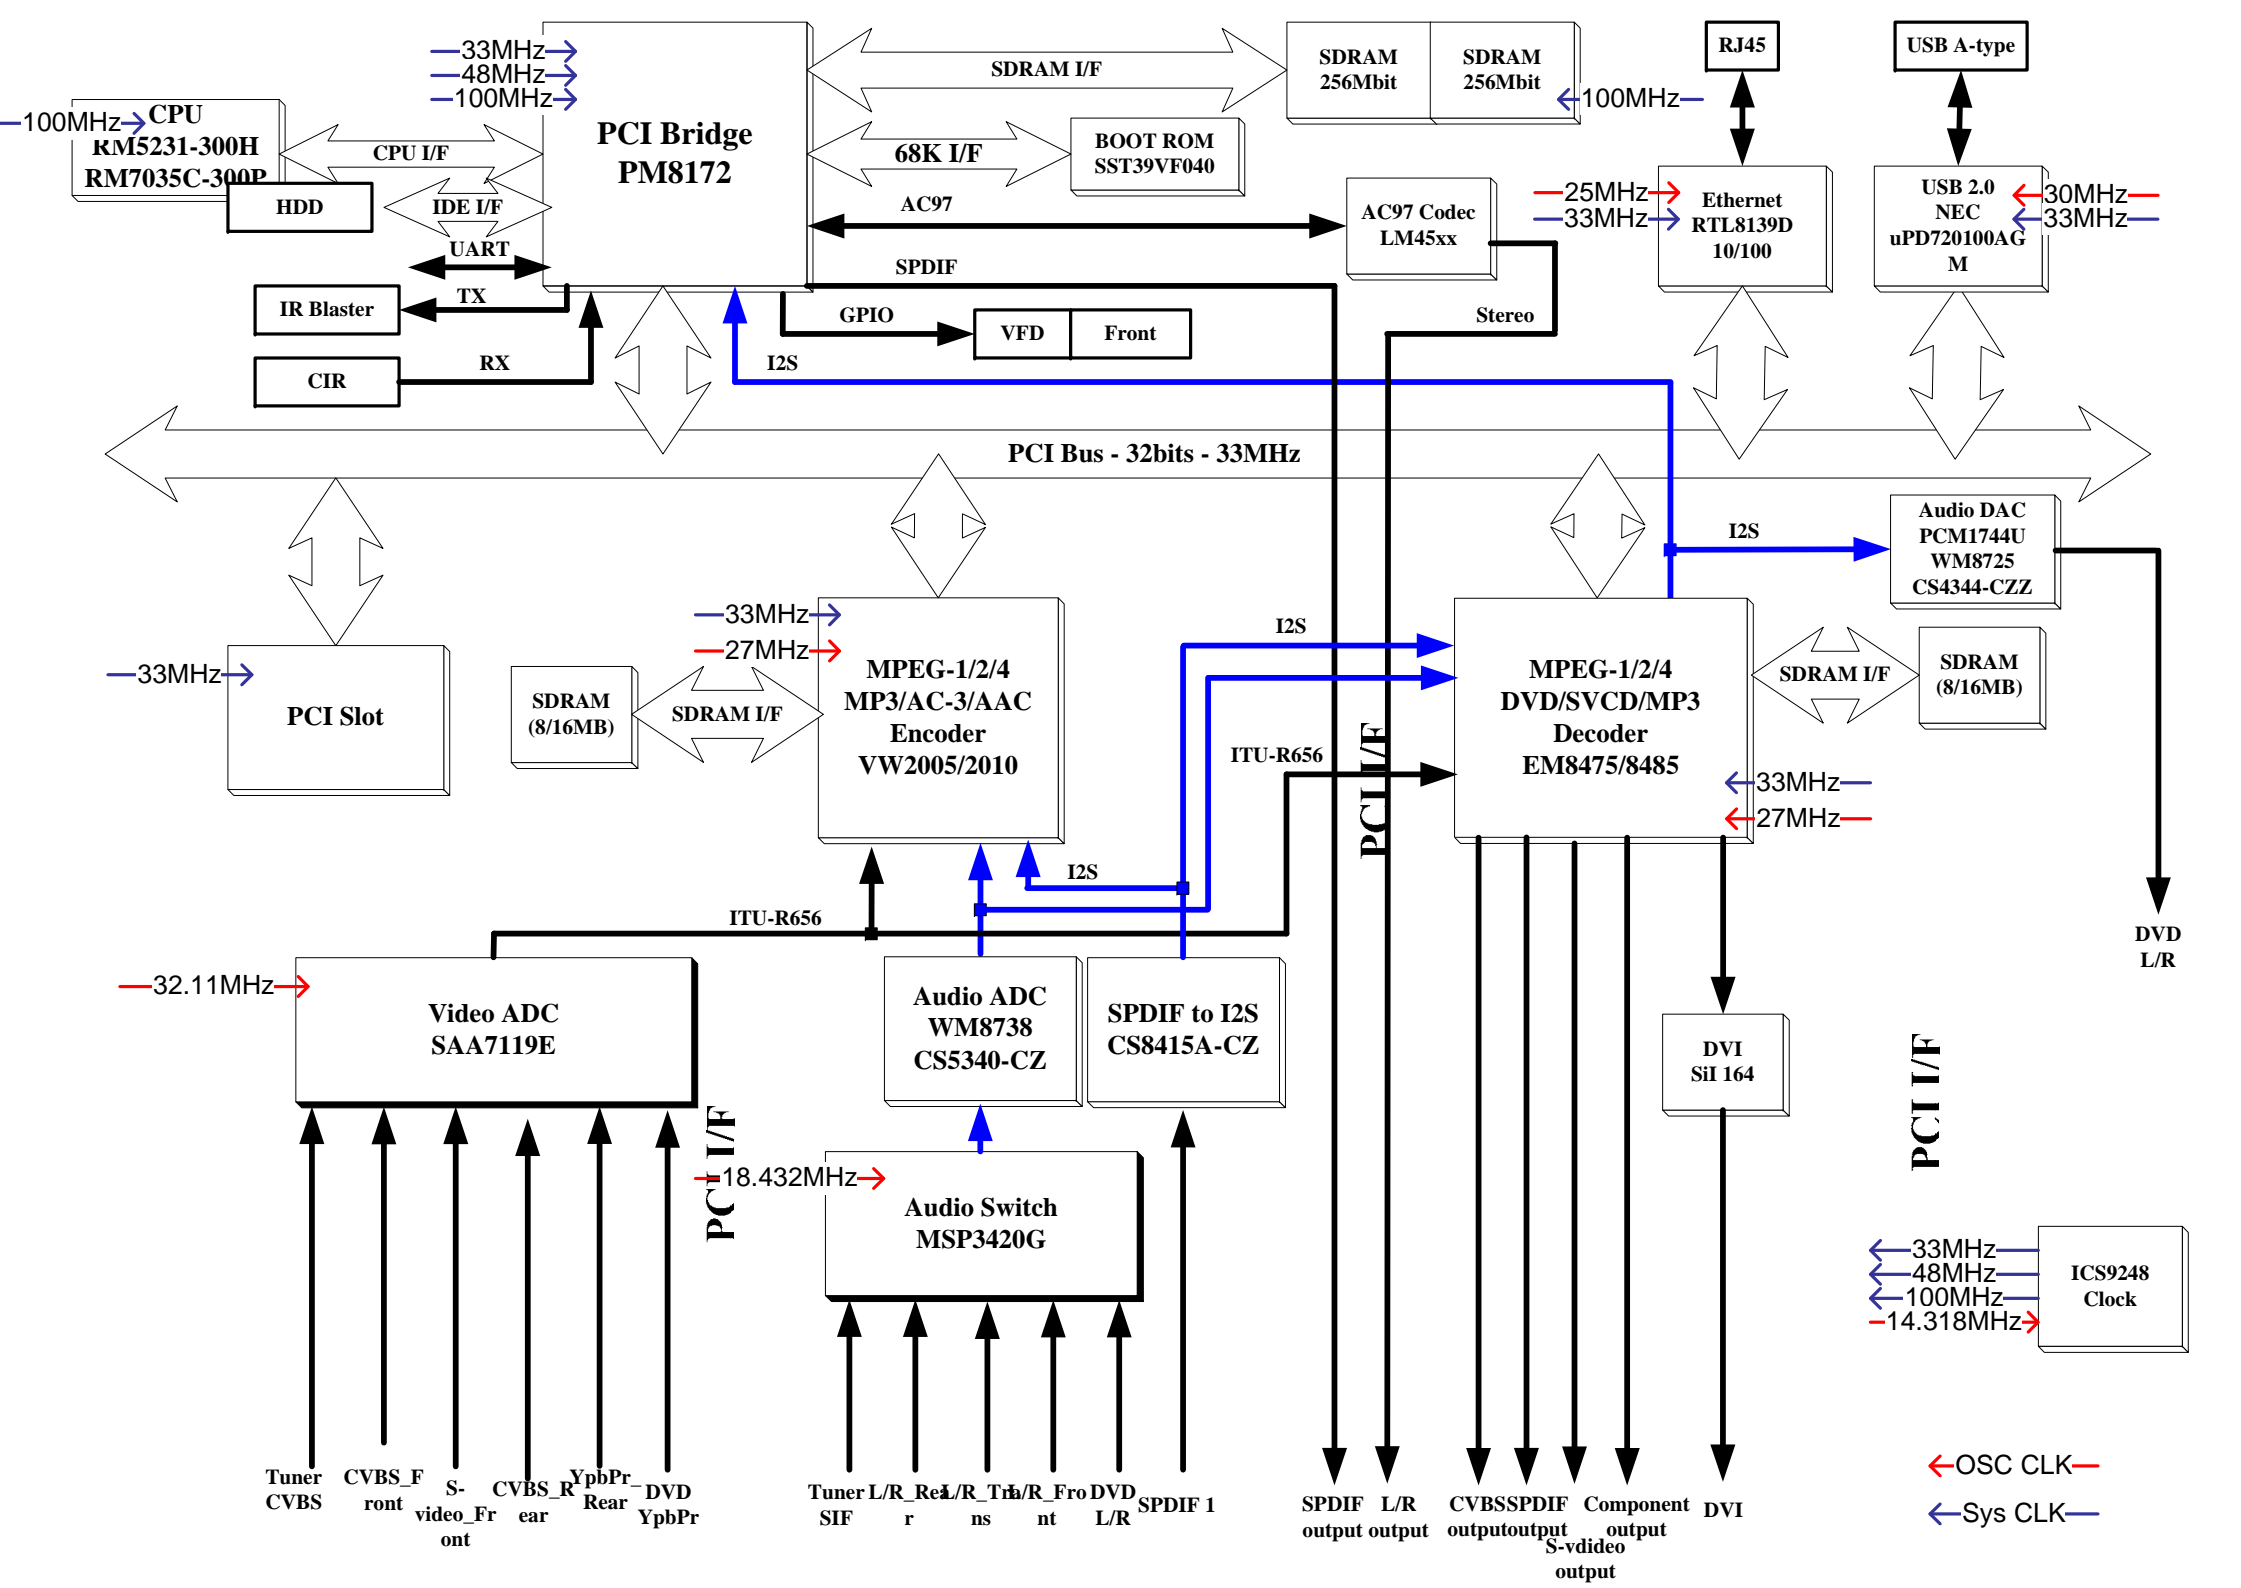 33MHz
48MHz
100MHz
100MHz
CPU
RM5231-300H
RM7035C-300P
HDD
CPU I/F
IDE I/F
UART
PCI Bridge
PM8172
SDRAM I/F
SDRAM
256Mbit
SDRAM
256Mbit
100MHz
68K I/F
BOOT ROM
SST39VF040
AC97
AC97 Codec
LM45xx
SPDIF
Stereo
RJ45
USB A-type
25MHz
33MHz
Ethernet
RTL8139D
10/100
USB 2.0
NEC
uPD720100AG
M
30MHz
33MHz
IR Blaster
TX
CIR
RX
GPIO
VFD
Front
I2S
PCI Bus - 32bits - 33MHz
33MHz
PCI Slot
SDRAM
(8/16MB)
SDRAM I/F
33MHz
27MHz
MPEG-1/2/4
MP3/AC-3/AAC
Encoder
VW2005/2010
I2S
I2S
ITU-R656
PCI I/F
MPEG-1/2/4
DVD/SVCD/MP3
Decoder
EM8475/8485
33MHz
27MHz
I2S
Audio DAC
PCM1744U
WM8725
CS4344-CZZ
SDRAM I/F
SDRAM
(8/16MB)
DVD
L/R
ITU-R656
32.11MHz
Video ADC
SAA7119E
PCI I/F
Audio ADC
WM8738
CS5340-CZ
SPDIF to I2S
CS8415A-CZ
18.432MHz
Audio Switch
MSP3420G
DVI
SiI 164
PCI I/F
33MHz
48MHz
100MHz
14.318MHz
ICS9248
Clock
Tuner
CVBS
CVBS_F
ront
S-
video_Fr
ont
CVBS_R
ear
YpbPr_
Rear
DVD
YpbPr
Tuner
SIF
L/R_Rea
r
L/R_Tra
ns
L/R_Fro
nt
DVD
L/R
SPDIF 1
SPDIF
output
L/R
output
CVBS
output
SPDIF
output
S-vdideo
output
Component
output
DVI
OSC CLK
Sys CLK